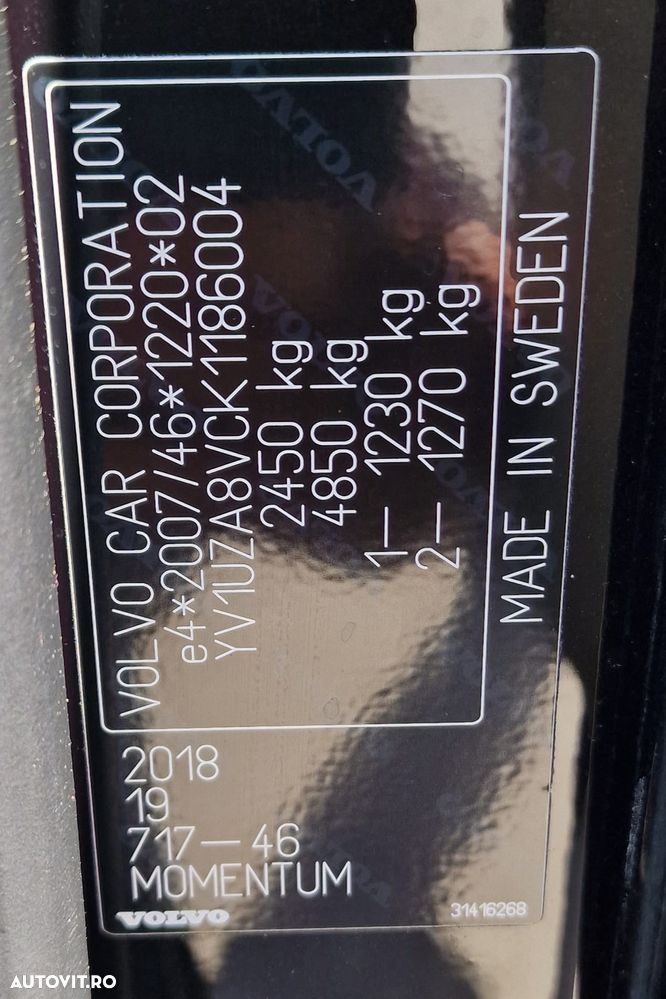 VOLVO CAR CORPORATION
e4*2007/46*1220*02
YV1UZA8VCK1186004
2450 kg
4850 kg
1— 1230 kg
2— 1270 kg
MADE IN SWEDEN
2018
19
717—46
MOMENTUM
VOLVO
31416268
VOLVO
AUTOVIT.RO